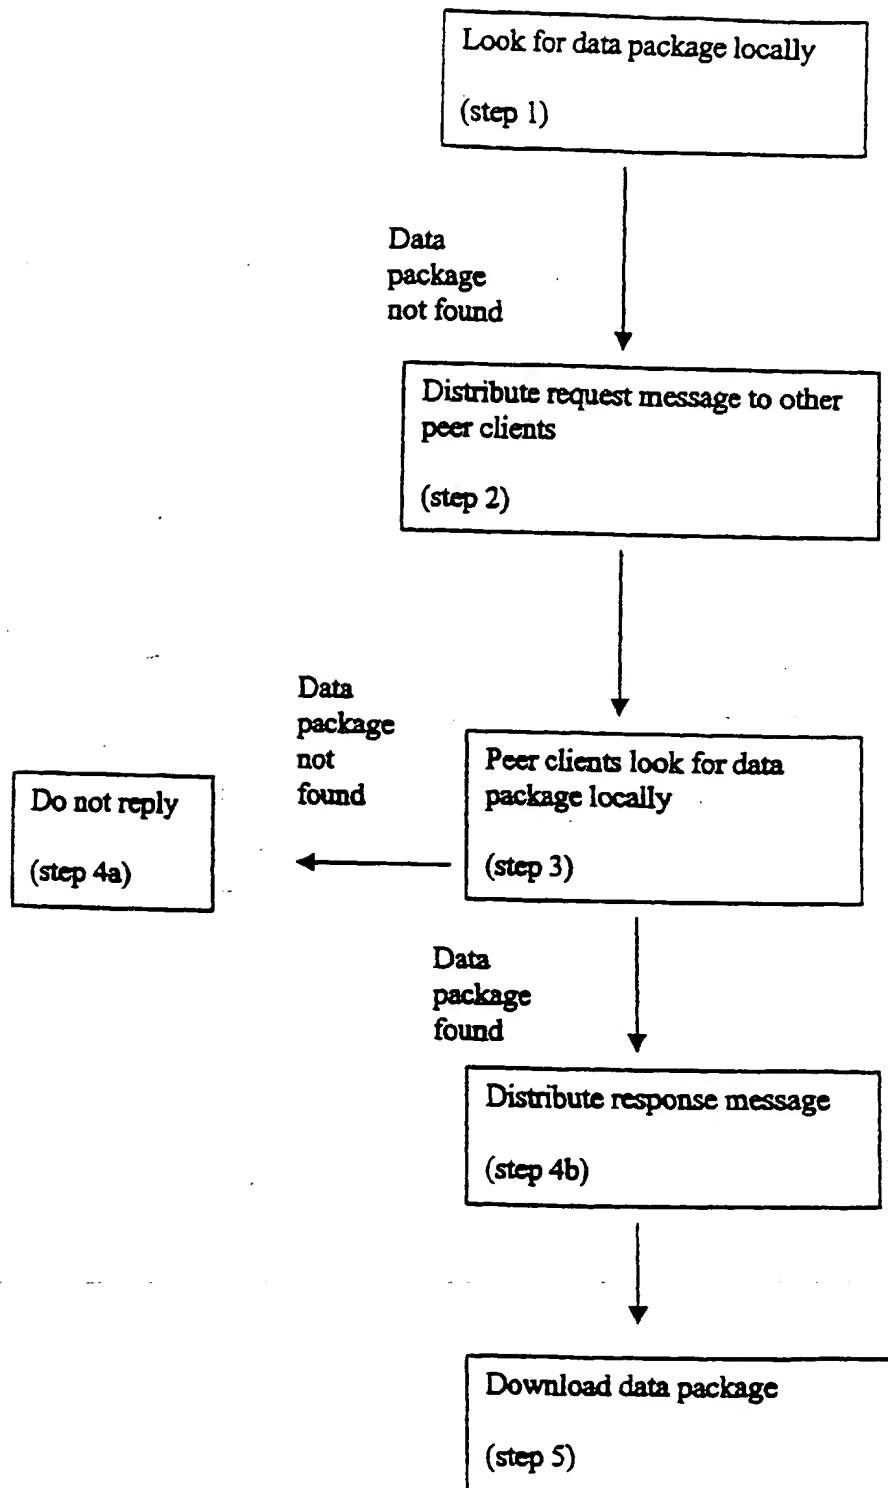 Look for data package locally
(step 1)
Data
package
not found
Distribute request message to other
peer clients
(step 2)
Data
package
not
found
Peer clients look for data
package locally
(step 3)
Do not reply
(step 4a)
Data
package
found
Distribute response message
(step 4b)
Download data package
(step 5)